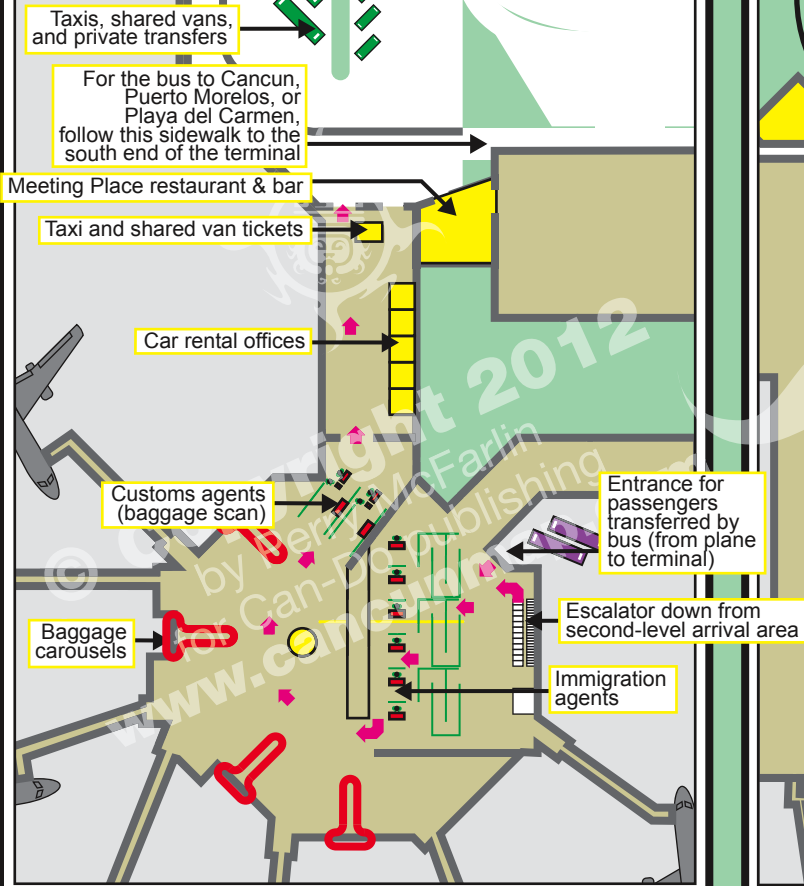 Taxis, shared vans,
and private transfers
For the bus to Cancun,
Puerto Morelos, or
Playa del Carmen,
follow this sidewalk to the
south end of the terminal
Meeting Place restaurant & bar
Taxi and shared van tickets
Car rental offices
Customs agents
(baggage scan)
Entrance for
passengers
transferred by
bus (from plane
to terminal)
Escalator down from
second-level arrival area
Baggage
carousels
Immigration
agents
© Copyright 2012
by Perry McFarlin
for Can-Do publishing